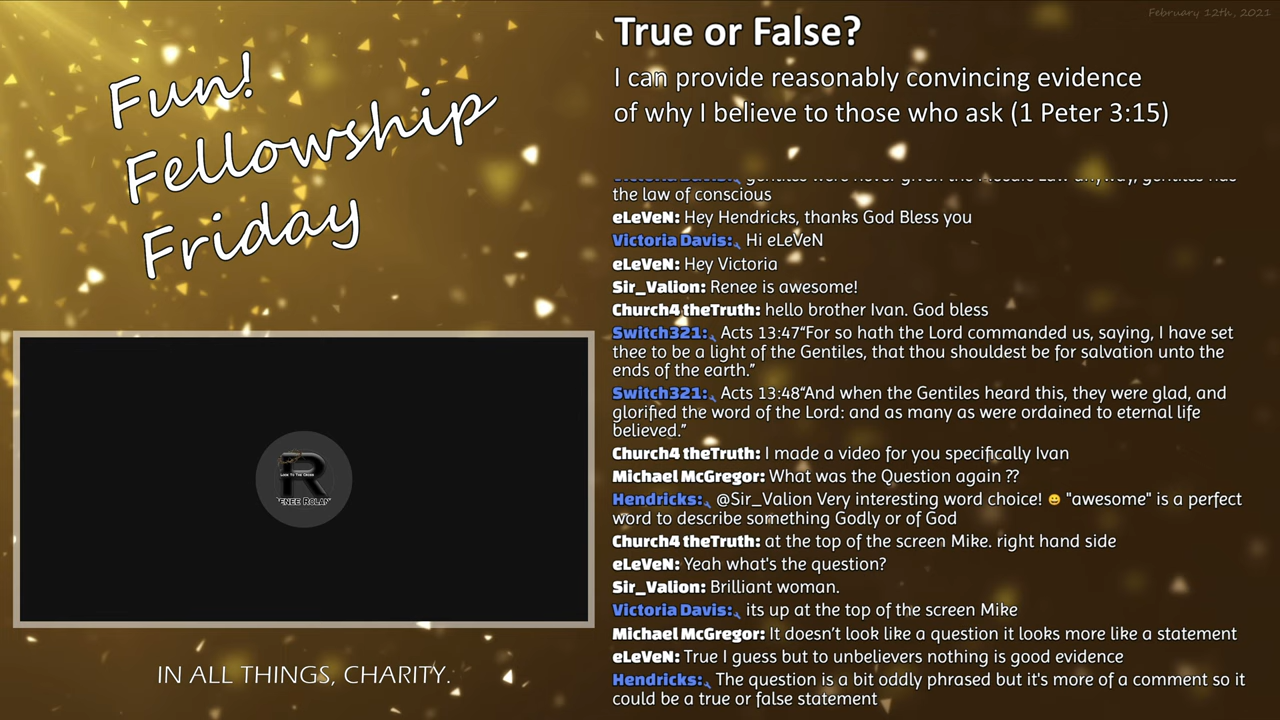 February 12th, 2021
Fun!
Fellowship
Friday
True or False?
I can provide reasonably convincing evidence
of why I believe to those who ask (1 Peter 3:15)
the law of conscious
eLeVeN: Hey Hendricks, thanks God Bless you
Victoria Davis: Hi eLeVeN
eLeVeN: Hey Victoria
Sir_Valion: Renee is awesome!
Church4 theTruth: hello brother Ivan. God bless
Switch321: Acts 13:47“For so hath the Lord commanded us, saying, I have set
thee to be a light of the Gentiles, that thou shouldest be for salvation unto the
ends of the earth.”
Switch321: Acts 13:48“And when the Gentiles heard this, they were glad, and
glorified the word of the Lord: and as many as were ordained to eternal life
believed.”
Church4 theTruth: I made a video for you specifically Ivan
Michael McGregor: What was the Question again ??
Hendricks: @Sir_Valion Very interesting word choice! 🙂 "awesome" is a perfect
word to describe something Godly or of God
Church4 theTruth: at the top of the screen Mike. right hand side
eLeVeN: Yeah what's the question?
Sir_Valion: Brilliant woman.
Victoria Davis: its up at the top of the screen Mike
Michael McGregor: It doesn’t look like a question it looks more like a statement
eLeVeN: True I guess but to unbelievers nothing is good evidence
Hendricks: The question is a bit oddly phrased but it's more of a comment so it
could be a true or false statement
R
IN ALL THINGS, CHARITY.